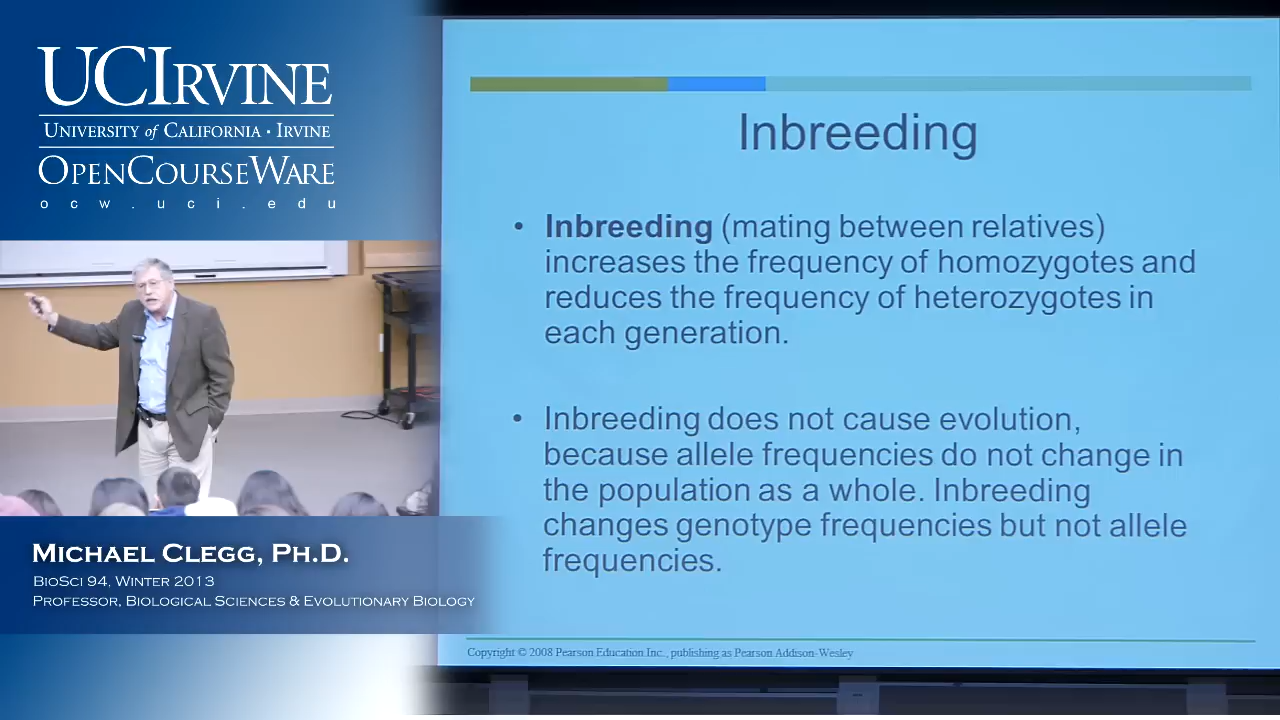 UCIRVINE
UNIVERSITY of CALIFORNIA · IRVINE
OPENCOURSEWARE
ocw.uci.edu
Inbreeding
• Inbreeding (mating between relatives)
increases the frequency of homozygotes and
reduces the frequency of heterozygotes in
each generation.
• Inbreeding does not cause evolution,
because allele frequencies do not change in
the population as a whole. Inbreeding
changes genotype frequencies but not allele
frequencies.
Copyright © 2008 Pearson Education Inc., publishing as Pearson Addison-Wesley
MICHAEL CLEGG, PH.D.
BIOSCI 94, WINTER 2013
PROFESSOR, BIOLOGICAL SCIENCES & EVOLUTIONARY BIOLOGY